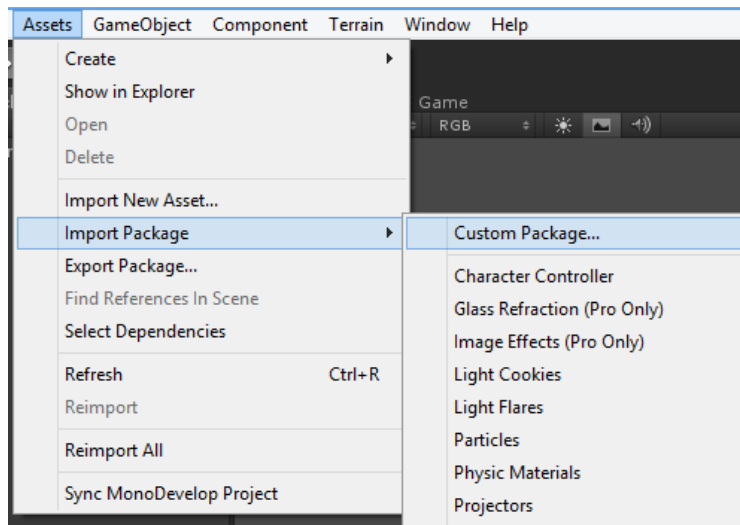 Assets GameObject Component Terrain Window Help
Create
Show in Explorer
Open
Delete
Import New Asset...
Import Package
Export Package...
Find References In Scene
Select Dependencies
Refresh Ctrl+R
Reimport
Reimport All
Sync MonoDevelop Project
Game
RGB
Custom Package...
Character Controller
Glass Refraction (Pro Only)
Image Effects (Pro Only)
Light Cookies
Light Flares
Particles
Physic Materials
Projectors